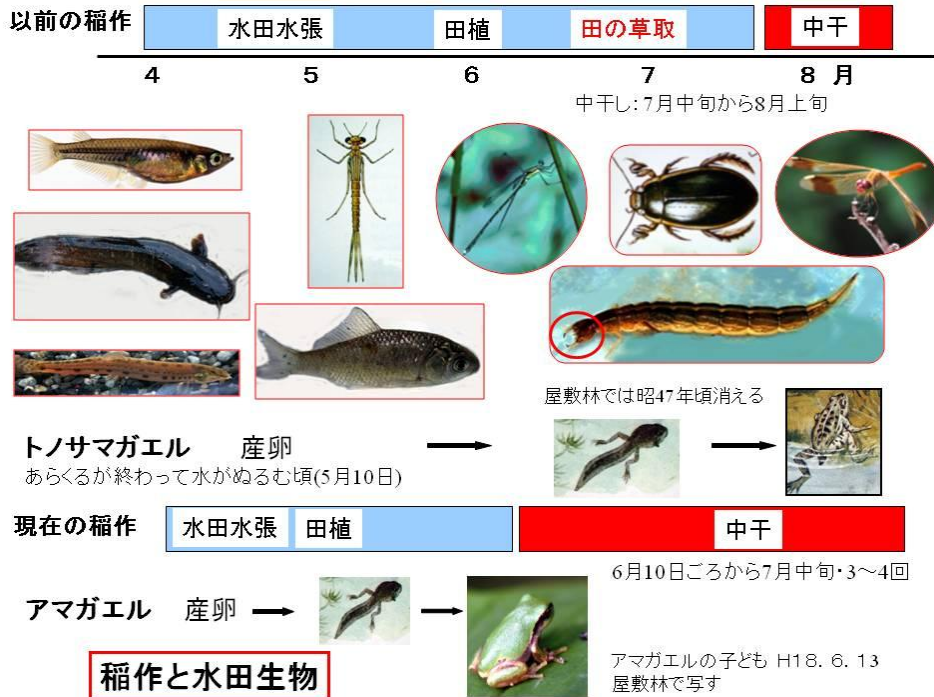 以前の稲作 水田水張 田植 田の草取 中干
4 5 6 7 8 月
中干し:7月中旬から8月上旬
屋敷林では昭47年頃消える
トノサマガエル 産卵
あらくるが終わって水がぬるむ頃(5月10日)
現在の稲作 水田水張 田植 中干
6月10日ごろから7月中旬・3〜4回
アマガエル 産卵
アマガエルの子ども H18. 6. 13
屋敷林で写す
稲作と水田生物